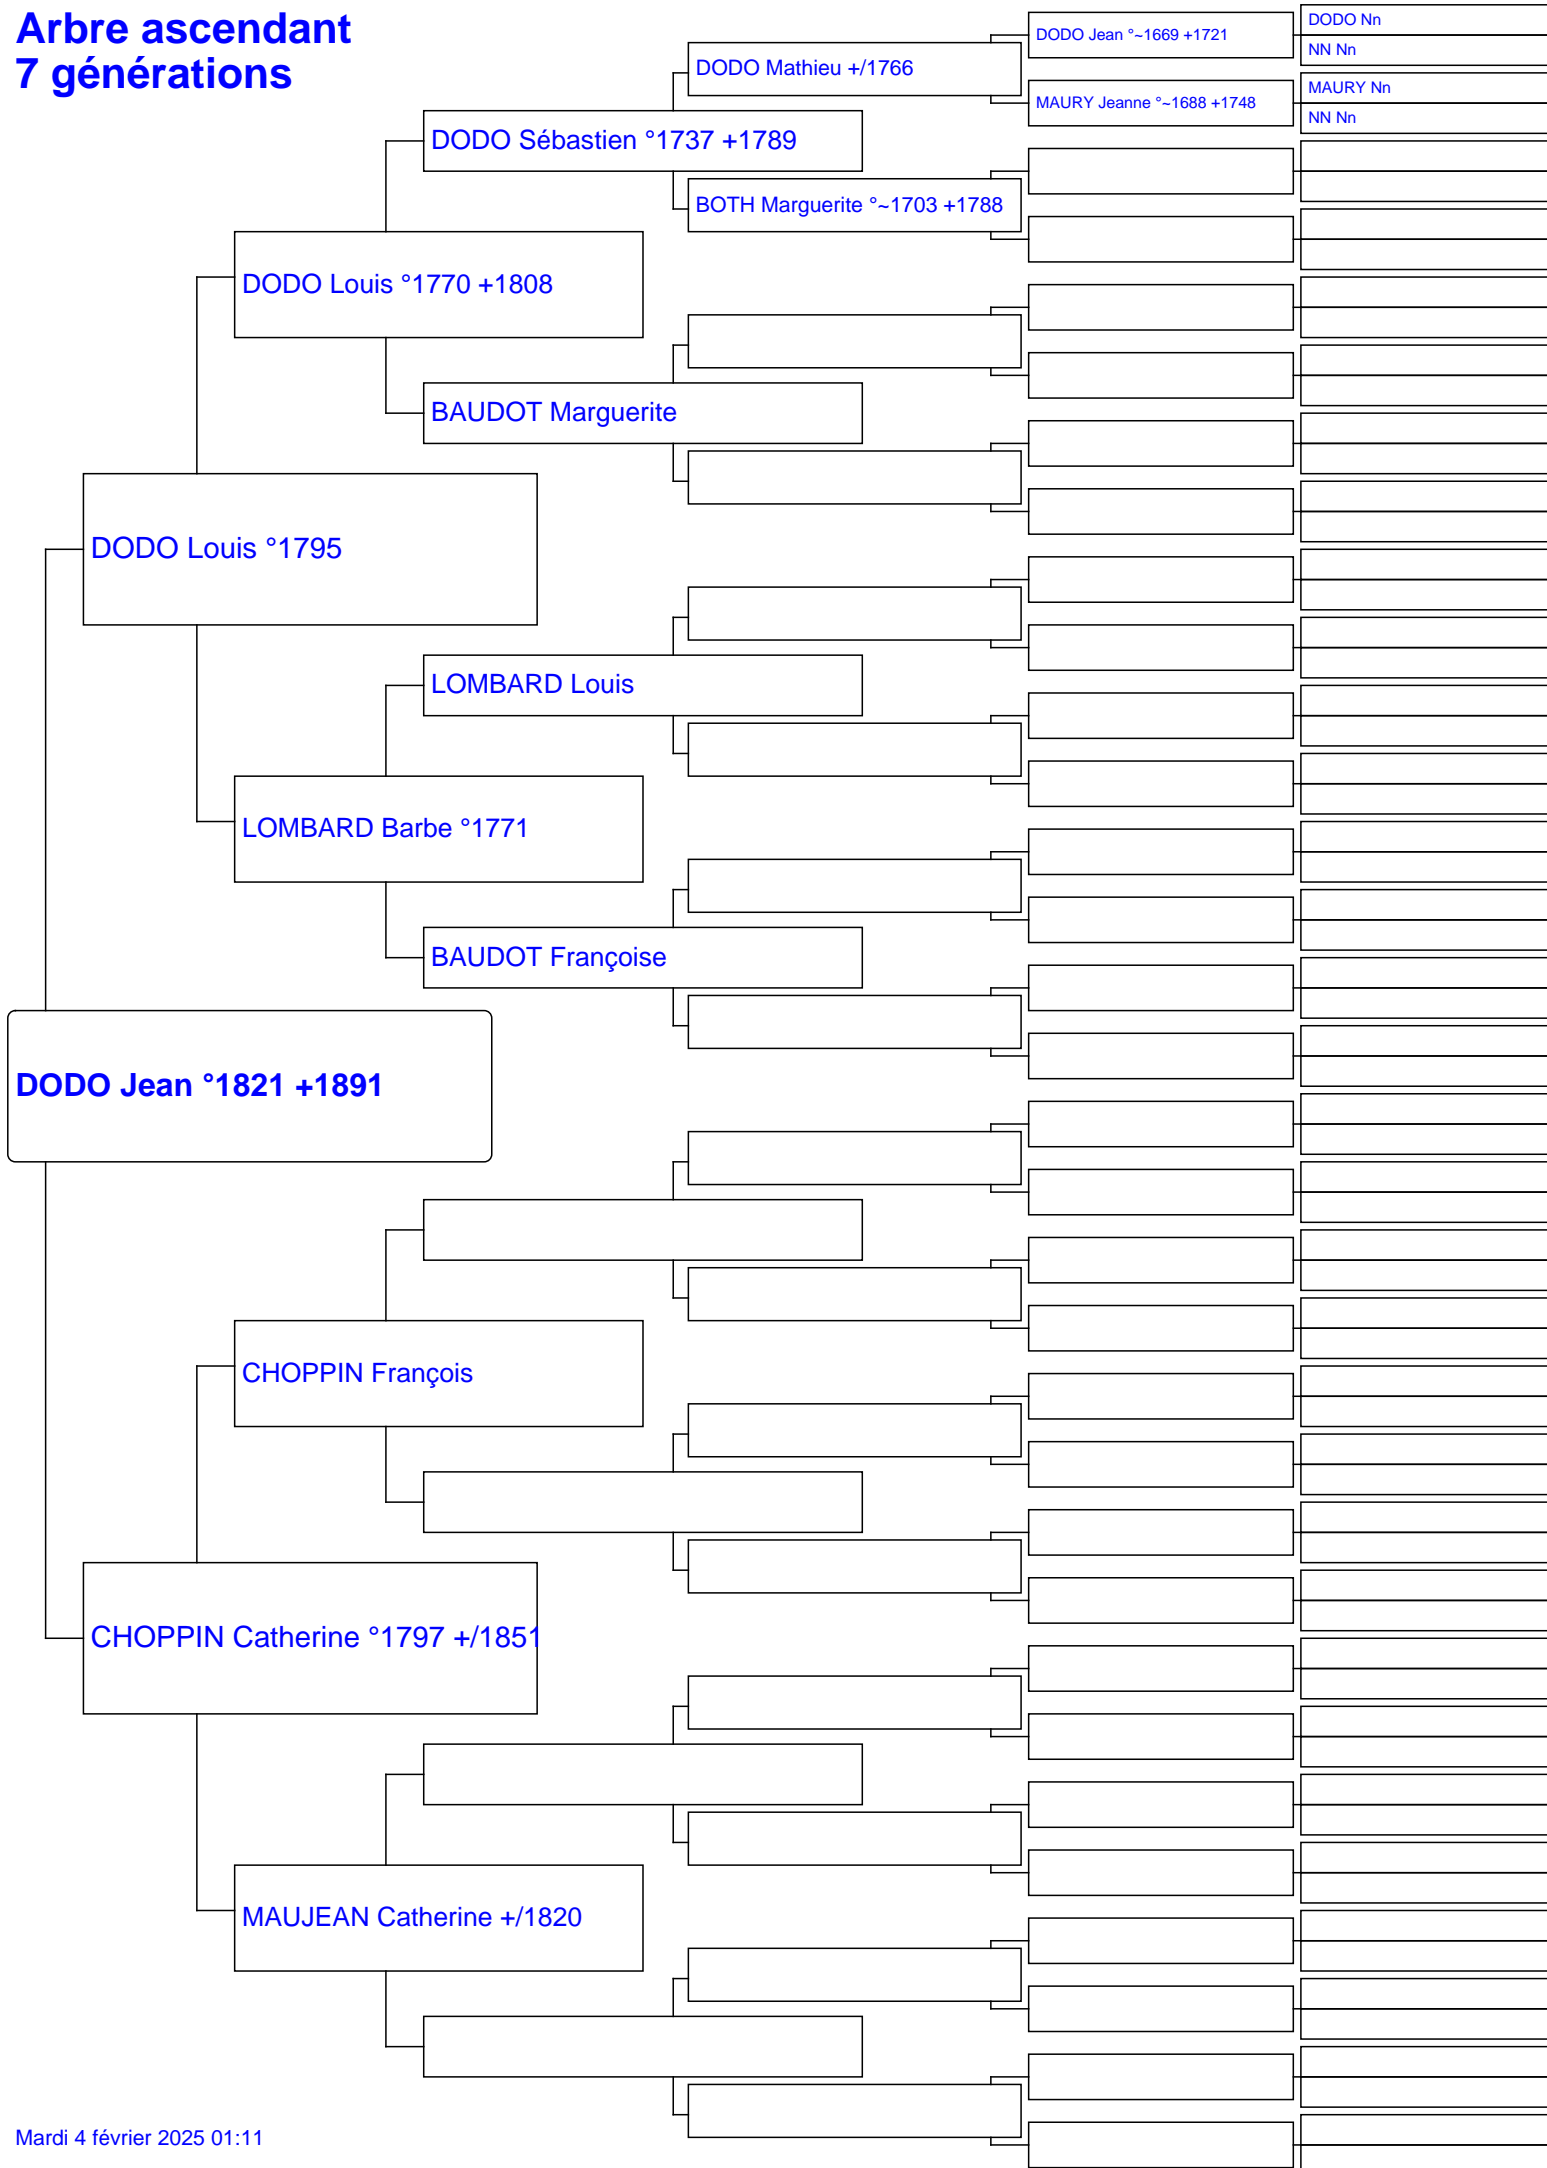 Arbre ascendant
7 générations
DODO Jean °~1669 +1721
DODO Nn
NN Nn
DODO Mathieu +/1766
MAURY Jeanne °~1688 +1748
MAURY Nn
NN Nn
DODO Sébastien °1737 +1789
BOTH Marguerite °~1703 +1788
DODO Louis °1770 +1808
BAUDOT Marguerite
DODO Louis °1795
LOMBARD Louis
LOMBARD Barbe °1771
BAUDOT Françoise
DODO Jean °1821 +1891
CHOPPIN François
CHOPPIN Catherine °1797 +/1851
MAUJEAN Catherine +/1820
Mardi 4 février 2025 01:11